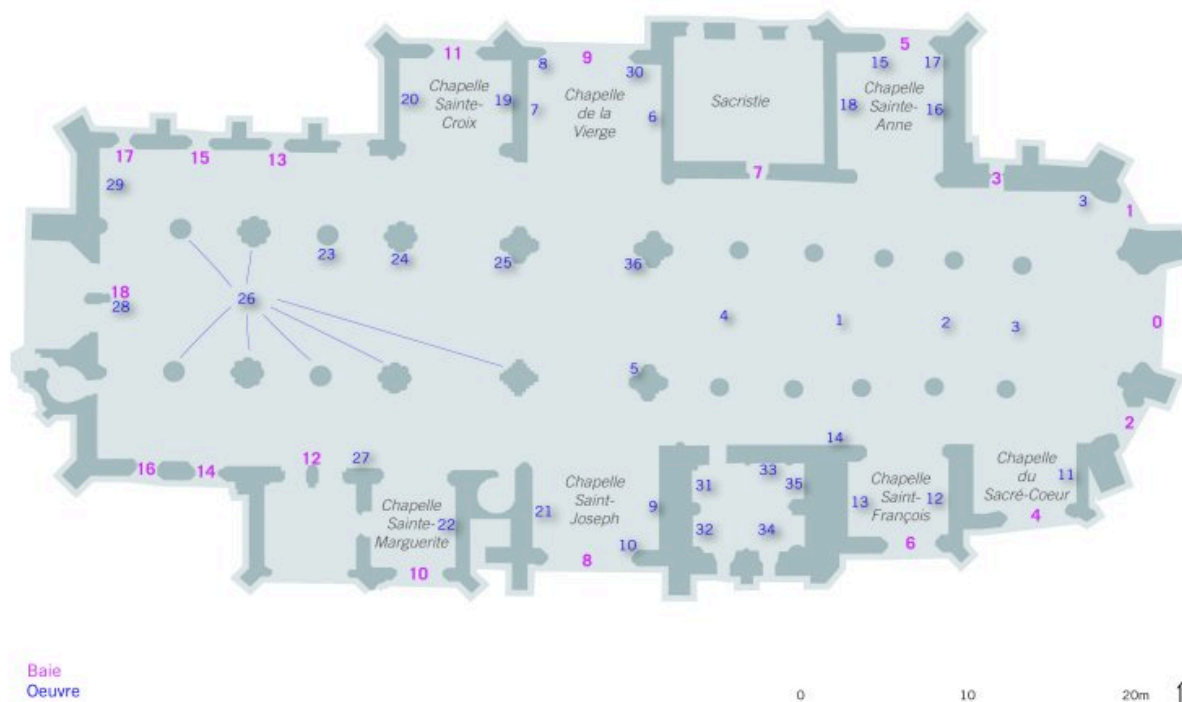 11
9
5
8
30
15
17
Chapelle
Sainte-
Croix
20
19
Chapelle
de la
Vierge
7
6
Sacristie
Chapelle
Sainte-
Anne
18
16
17
15
13
29
7
3
3
1
23
24
25
36
18
28
26
4
1
2
3
0
5
2
16
14
12
27
14
Chapelle
Sainte-
Marguerite
22
10
Chapelle
Saint-
Joseph
21
9
10
8
31
33
35
32
34
Chapelle
Saint-
François
13
12
6
Chapelle
du
Sacré-Coeur
11
4
Baie
Oeuvre
0
10
20m